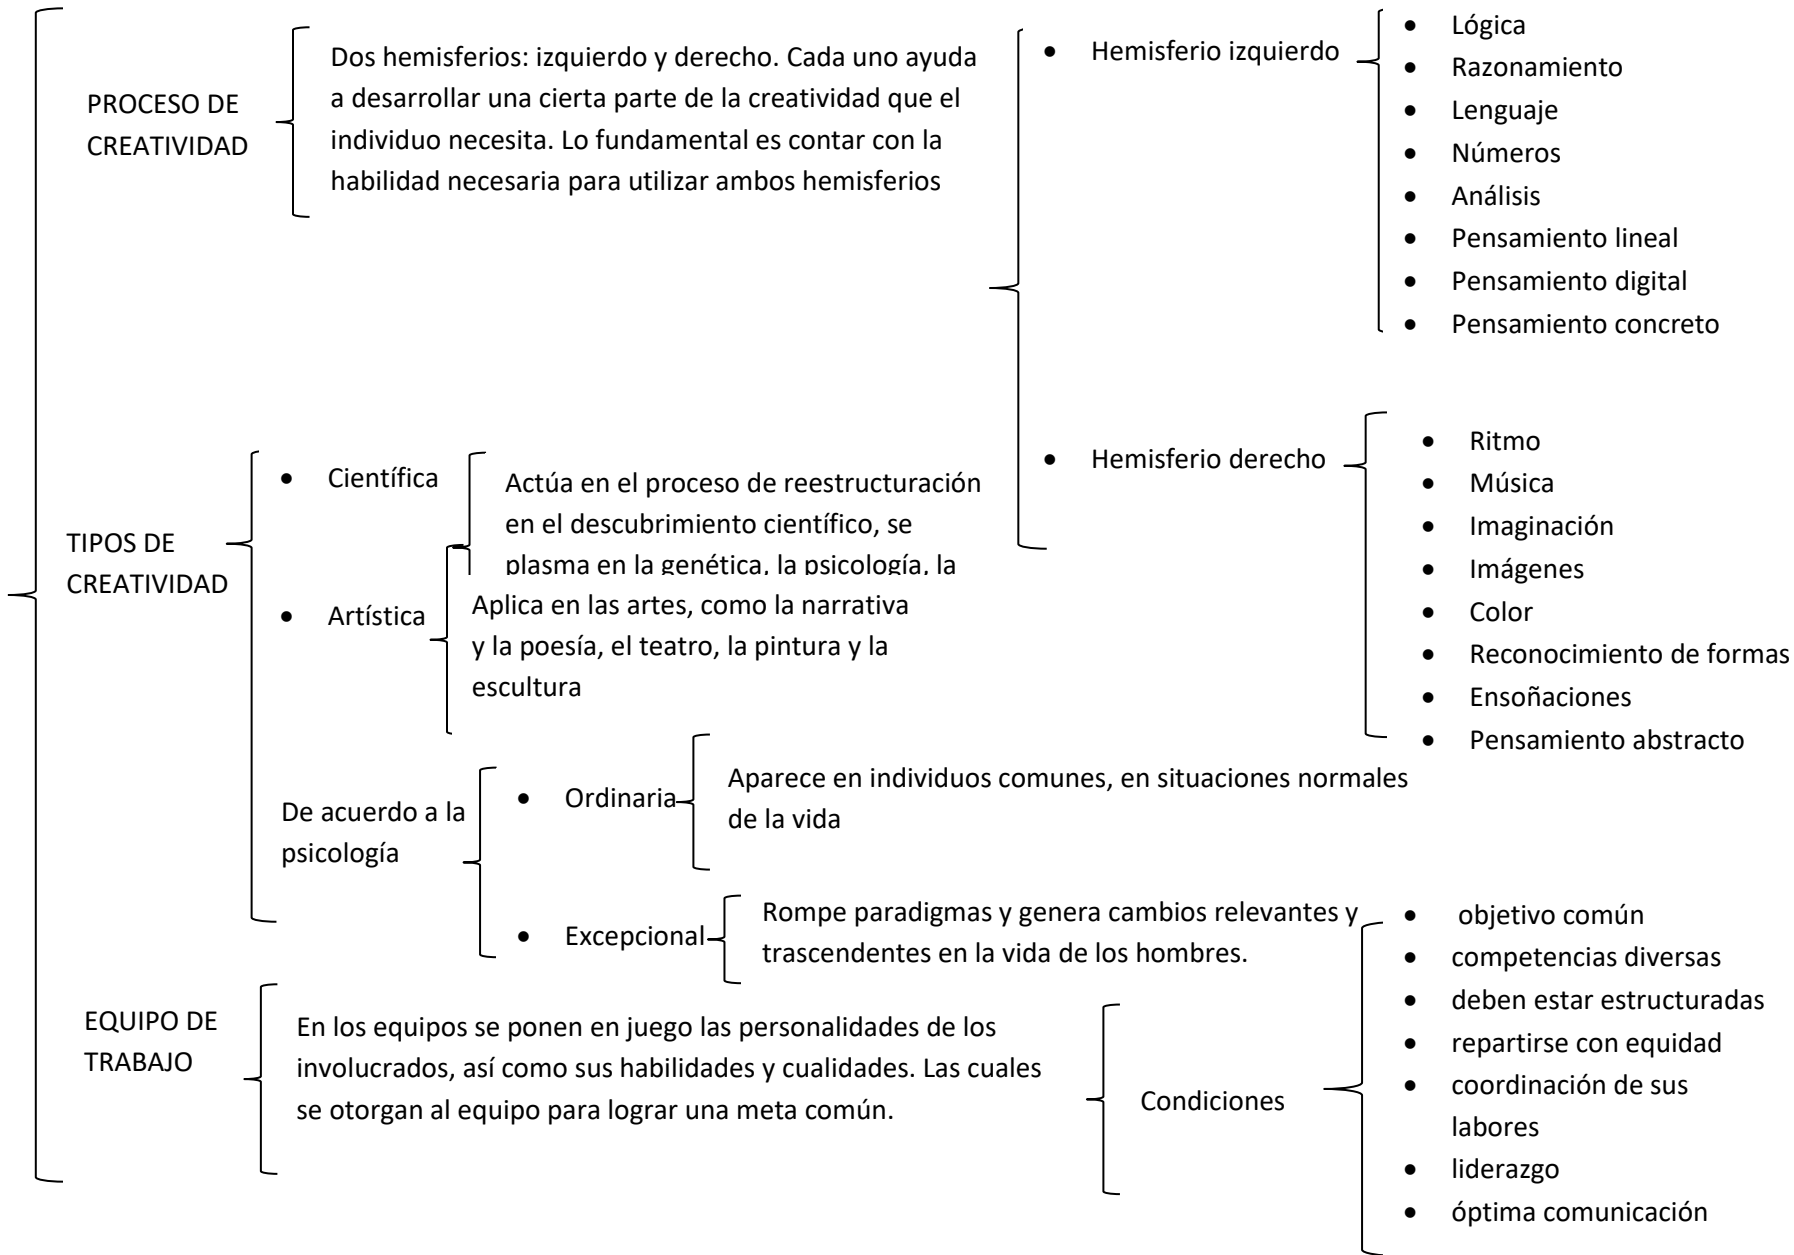 PROCESO DE
CREATIVIDAD
Dos hemisferios: izquierdo y derecho. Cada uno ayuda
a desarrollar una cierta parte de la creatividad que el
individuo necesita. Lo fundamental es contar con la
habilidad necesaria para utilizar ambos hemisferios
• Hemisferio izquierdo
• Lógica
• Razonamiento
• Lenguaje
• Números
• Análisis
• Pensamiento lineal
• Pensamiento digital
• Pensamiento concreto
• Hemisferio derecho
• Ritmo
• Música
• Imaginación
• Imágenes
• Color
• Reconocimiento de formas
• Ensoñaciones
• Pensamiento abstracto
TIPOS DE
CREATIVIDAD
• Científica
Actúa en el proceso de reestructuración
en el descubrimiento científico, se
plasma en la genética, la psicología, la
• Artística
Aplica en las artes, como la narrativa
y la poesía, el teatro, la pintura y la
escultura
De acuerdo a la
psicología
• Ordinaria
Aparece en individuos comunes, en situaciones normales
de la vida
• Excepcional
Rompe paradigmas y genera cambios relevantes y
trascendentes en la vida de los hombres.
EQUIPO DE
TRABAJO
En los equipos se ponen en juego las personalidades de los
involucrados, así como sus habilidades y cualidades. Las cuales
se otorgan al equipo para lograr una meta común.
Condiciones
• objetivo común
• competencias diversas
• deben estar estructuradas
• repartirse con equidad
• coordinación de sus
labores
• liderazgo
• óptima comunicación